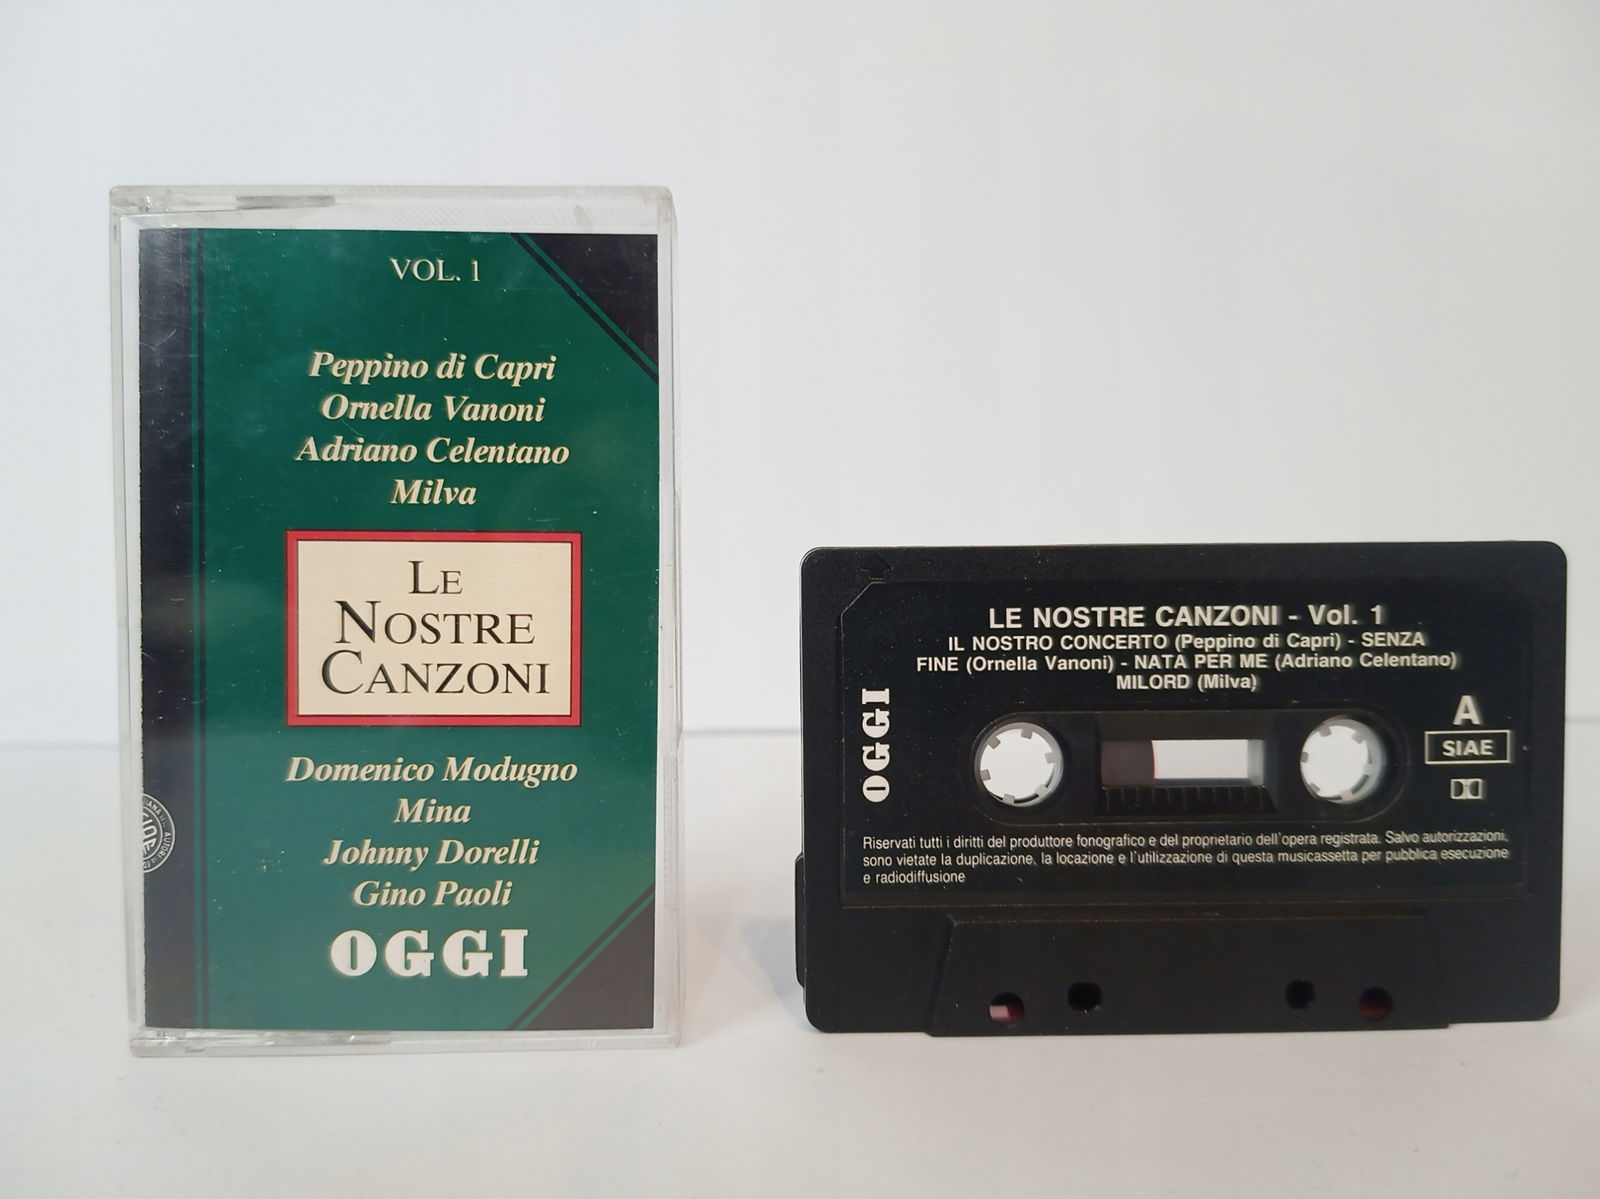 VOL. 1
Peppino di Capri
Ornella Vanoni
Adriano Celentano
Milva
LE
NOSTRE
CANZONI
Domenico Modugno
Mina
Johnny Dorelli
Gino Paoli
OGGI
LE NOSTRE CANZONI - Vol. 1
IL NOSTRO CONCERTO (Peppino di Capri) - SENZA
FINE (Ornella Vanoni) - NATA PER ME (Adriano Celentano)
MILORD (Milva)
OGGI
A
SIAE
Riservati tutti i diritti del produttore fonografico e del proprietario dell'opera registrata. Salvo autorizzazioni,
sono vietate la duplicazione, la locazione e l'utilizzazione di questa musicassetta per pubblica esecuzione
e radiodiffusione